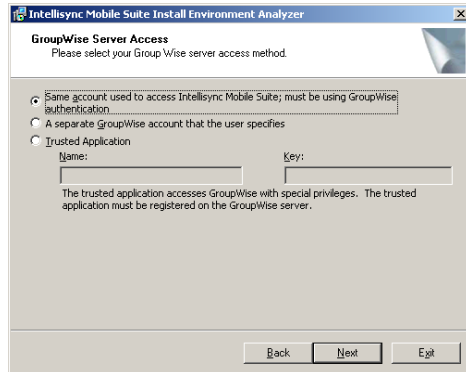 Intellisync Mobile Suite Install Environment Analyzer
GroupWise Server Access
Please select your Group Wise server access method.
Same account used to access Intellisync Mobile Suite; must be using GroupWise
authentication
A separate GroupWise account that the user specifies
Trusted Application
Name:
Key:
The trusted application accesses GroupWise with special privileges. The trusted
application must be registered on the GroupWise server.
Back
Next
Exit